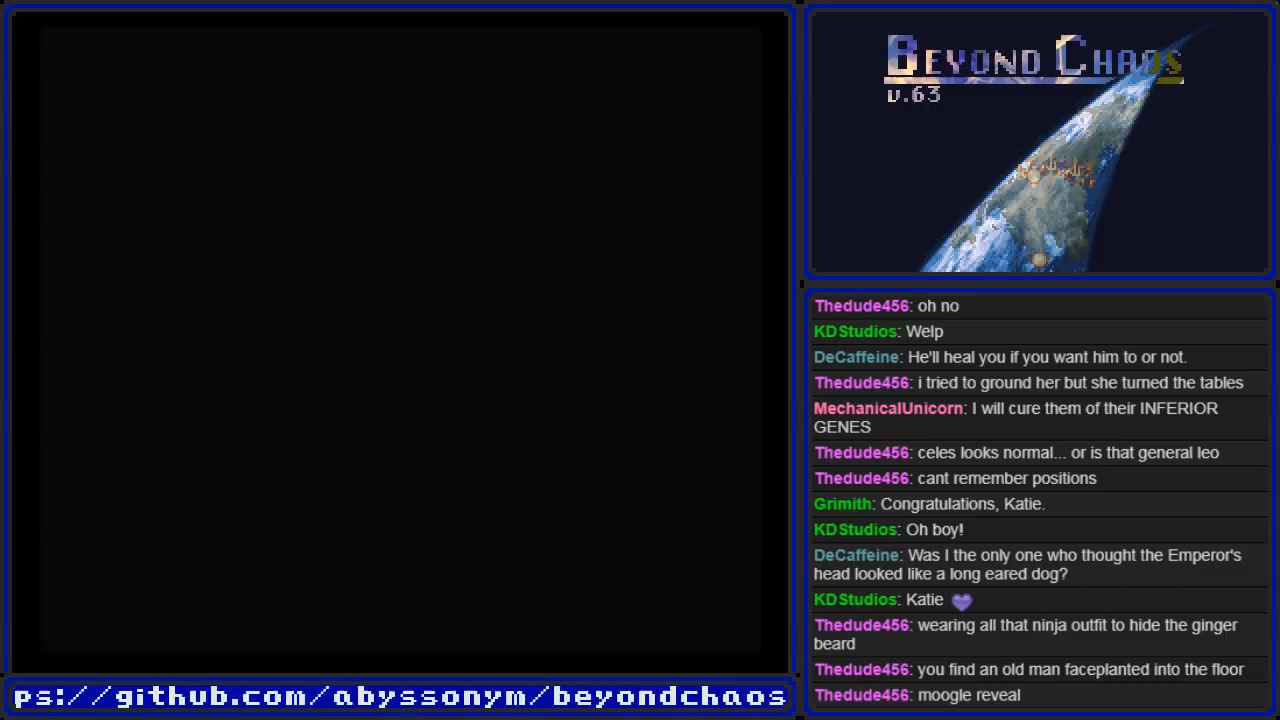 BEYOND CHAOS
v.63
Thedude456: oh no
KDStudios: Welp
DeCaffeine: He'll heal you if you want him to or not.
Thedude456: i tried to ground her but she turned the tables
MechanicalUnicorn: I will cure them of their INFERIOR
GENES
Thedude456: celes looks normal... or is that general leo
Thedude456: cant remember positions
Grimith: Congratulations, Katie.
KDStudios: Oh boy!
DeCaffeine: Was I the only one who thought the Emperor's
head looked like a long eared dog?
KDStudios: Katie
Thedude456: wearing all that ninja outfit to hide the ginger
beard
Thedude456: you find an old man faceplanted into the floor
Thedude456: moogle reveal
ps://github.com/abyssonym/beyondchaos